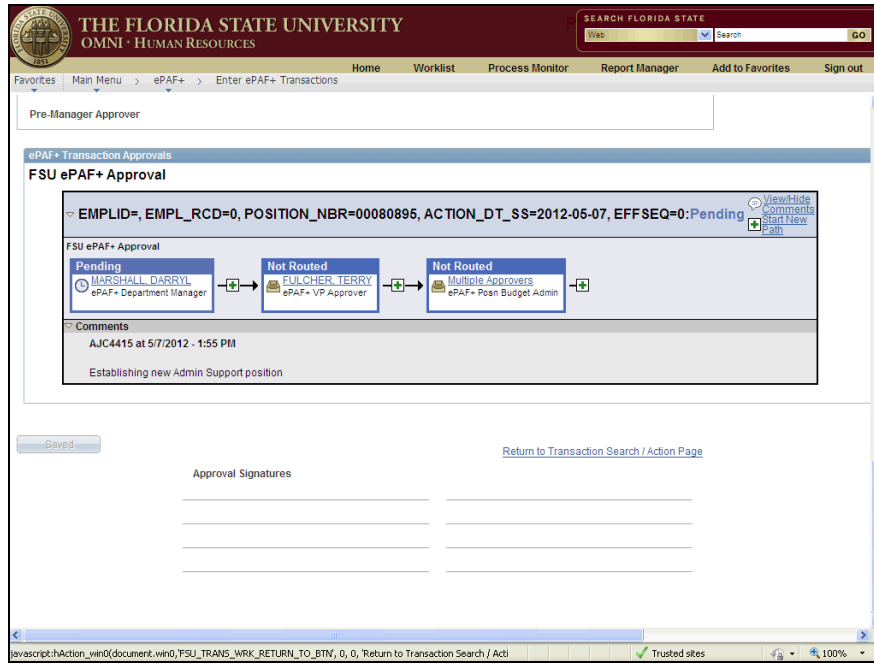 THE FLORIDA STATE UNIVERSITY
OMNI · HUMAN RESOURCES
SEARCH FLORIDA STATE
Web Search GO
1851
Home Worklist Process Monitor Report Manager Add to Favorites Sign out
Favorites Main Menu > ePAF+ > Enter ePAF+ Transactions
Pre-Manager Approver
ePAF+ Transaction Approvals
FSU ePAF+ Approval
EMPLID=, EMPL_RCD=0, POSITION_NBR=00080895, ACTION_DT_SS=2012-05-07, EFFSEQ=0:Pending
View/Hide
Comments
Start New
Path
FSU ePAF+ Approval
Pending
MARSHALL, DARRYL
ePAF+ Department Manager
Not Routed
FULCHER, TERRY
ePAF+ VP Approver
Not Routed
Multiple Approvers
ePAF+ Posn Budget Admin
Comments
AJC4415 at 5/7/2012 - 1:55 PM
Establishing new Admin Support position
Saved
Return to Transaction Search / Action Page
Approval Signatures
javascript:hAction_win0(document.win0,'FSU_TRANS_WRK_RETURN_TO_BTN', 0, 0, 'Return to Transaction Search / Acti
Trusted sites
100%